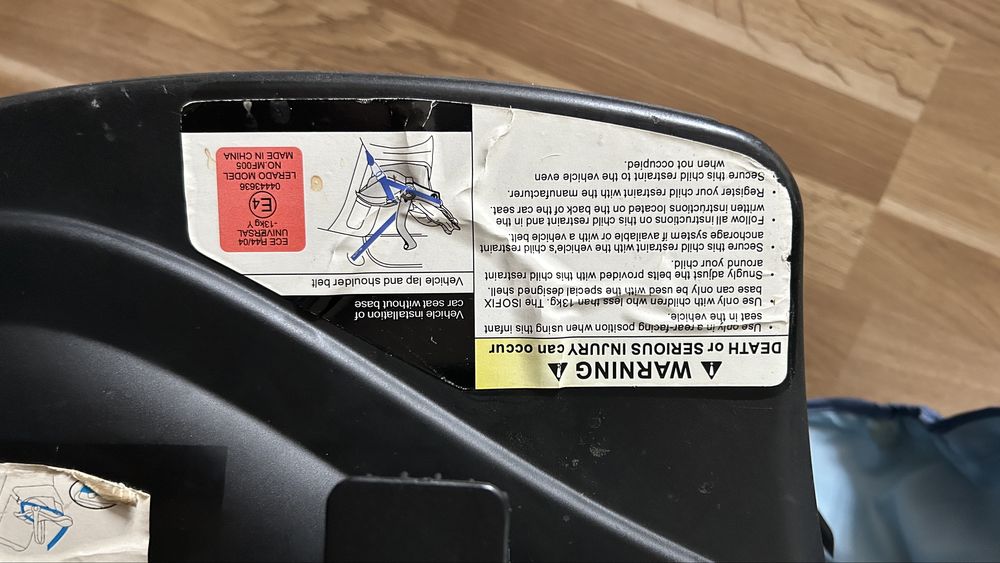 WARNING
DEATH or SERIOUS INJURY can occur
• Use only in a rear-facing position when using this infant
seat in the vehicle.
• Use only with children who less than 13kg. The ISOFIX
base can only be used with the special designed shell.
• Snugly adjust the belts provided with this child restraint
around your child.
• Secure this child restraint with the vehicle's child restraint
anchorage system if available or with a vehicle belt.
• Follow all instructions on this child restraint and in the
written instructions located on the back of the car seat.
• Register your child restraint with the manufacturer.
• Secure this child restraint to the vehicle even
when not occupied.
Vehicle installation of
car seat without base
Vehicle lap and shoulder belt
ECE R44/04
UNIVERSAL
-13kg Y
E4
04443636
LERADO MODEL
NO.MF005
MADE IN CHINA